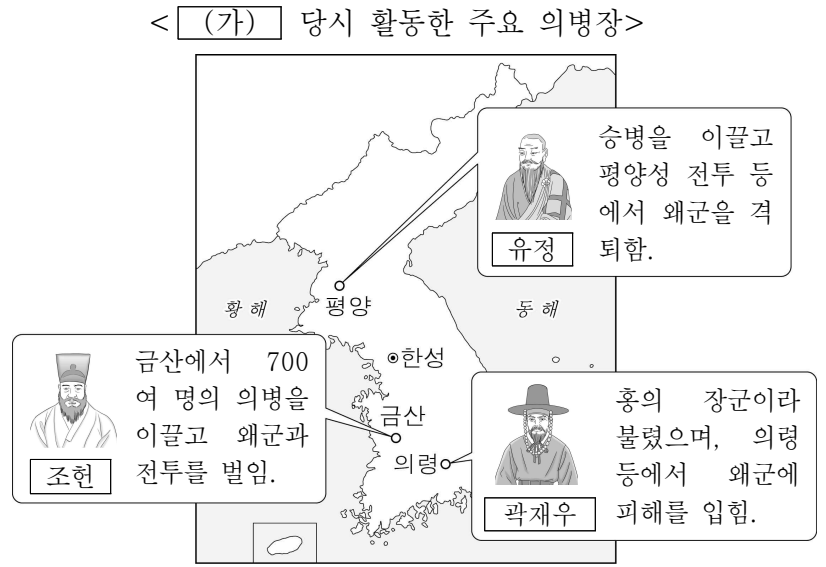 < (가) 당시 활동한 주요 의병장>
승병을 이끌고
평양성 전투 등
에서 왜군을 격
퇴함.
유정
황해
평양
동해
한성
금산에서 700
여 명의 의병을
이끌고 왜군과
전투를 벌임.
조헌
금산
의령
홍의 장군이라
불렸으며, 의령
등에서 왜군에
피해를 입힘.
곽재우